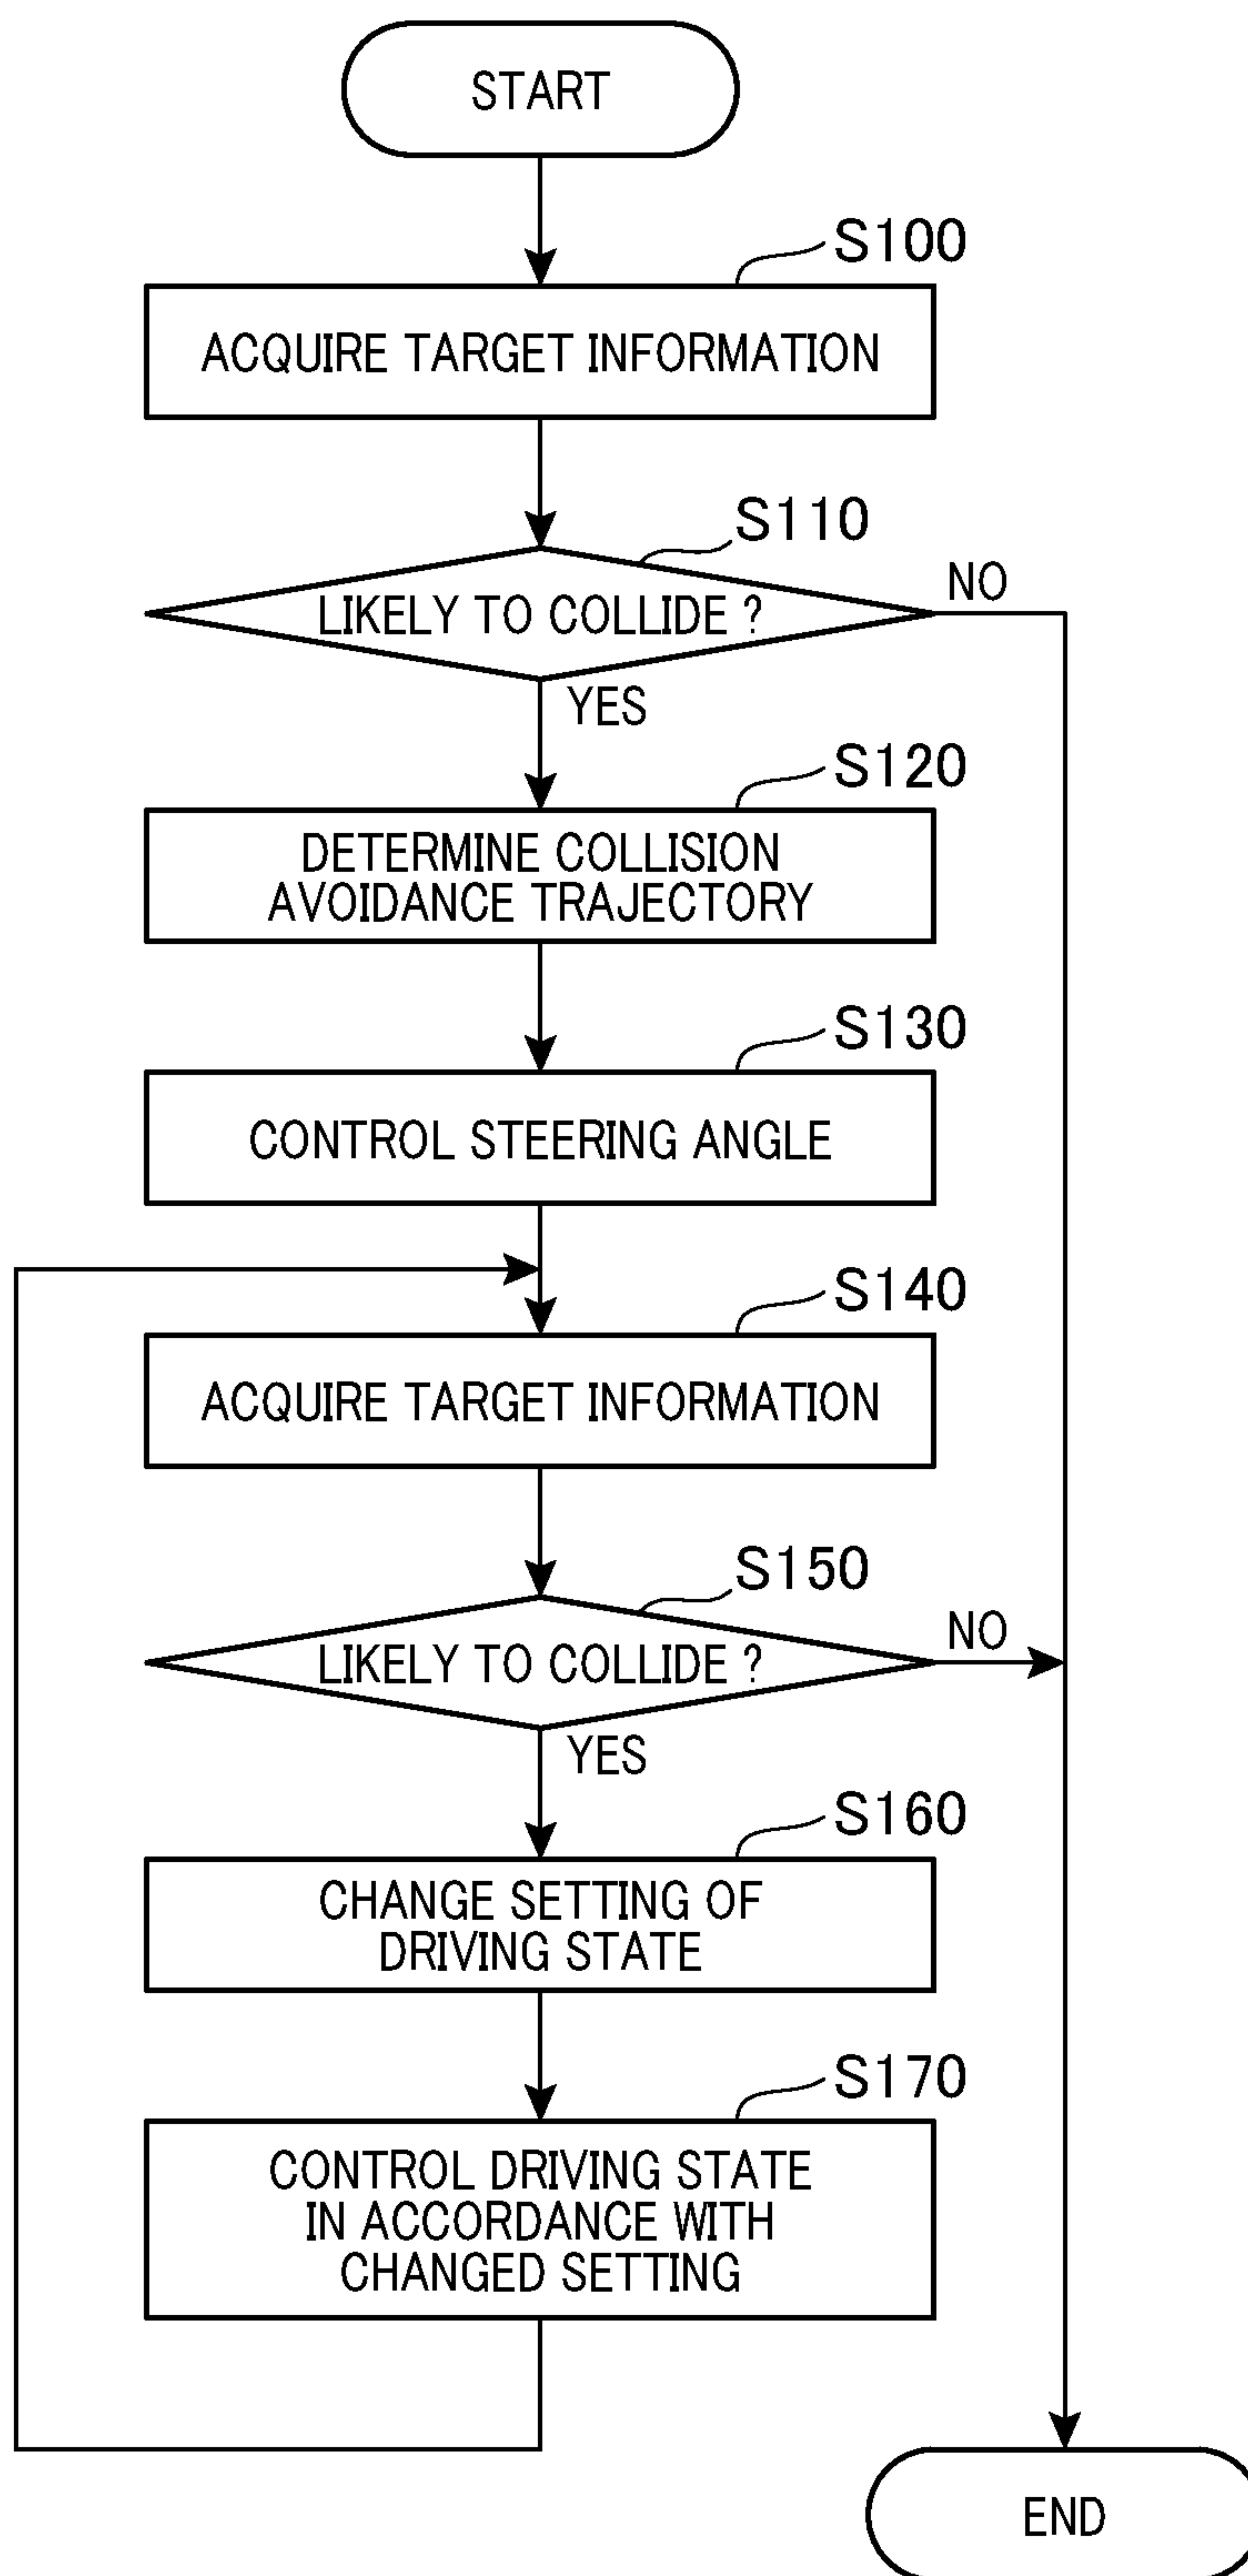 START
S100
ACQUIRE TARGET INFORMATION
S110
LIKELY TO COLLIDE ?
NO
YES
S120
DETERMINE COLLISION
AVOIDANCE TRAJECTORY
S130
CONTROL STEERING ANGLE
S140
ACQUIRE TARGET INFORMATION
S150
LIKELY TO COLLIDE ?
NO
YES
S160
CHANGE SETTING OF
DRIVING STATE
S170
CONTROL DRIVING STATE
IN ACCORDANCE WITH
CHANGED SETTING
END